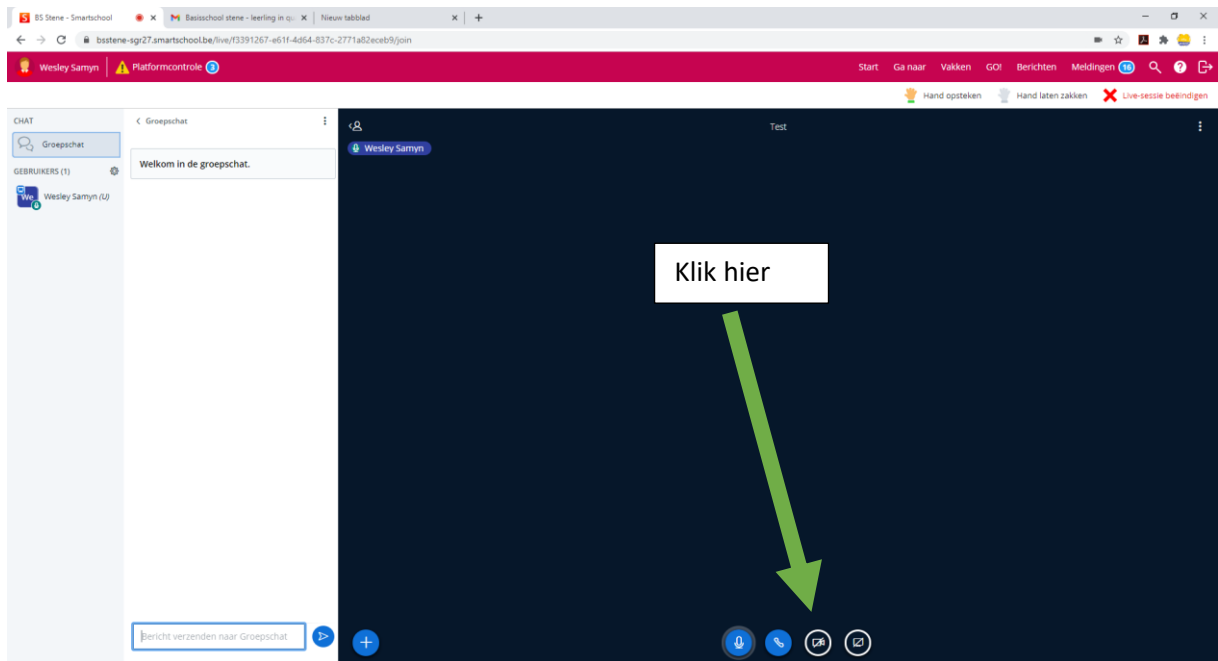 BS Stene - Smartschool
Basisschool stene - leerling in qu
Nieuw tabblad
bsstene-sgr27.smartschool.be/live/f3391267-e61f-4d64-837c-2771a82eceb9/join
Wesley Samyn
Platformcontrole 3
Start Ga naar Vakken GO! Berichten Meldingen 16
Hand opsteken Hand laten zakken Live-sessie beëindigen
CHAT
Groepschat
GEBRUIKERS (1)
We Wesley Samyn (U)
Groepschat
Welkom in de groepschat.
Bericht verzenden naar Groepschat
Test
Wesley Samyn
Klik hier